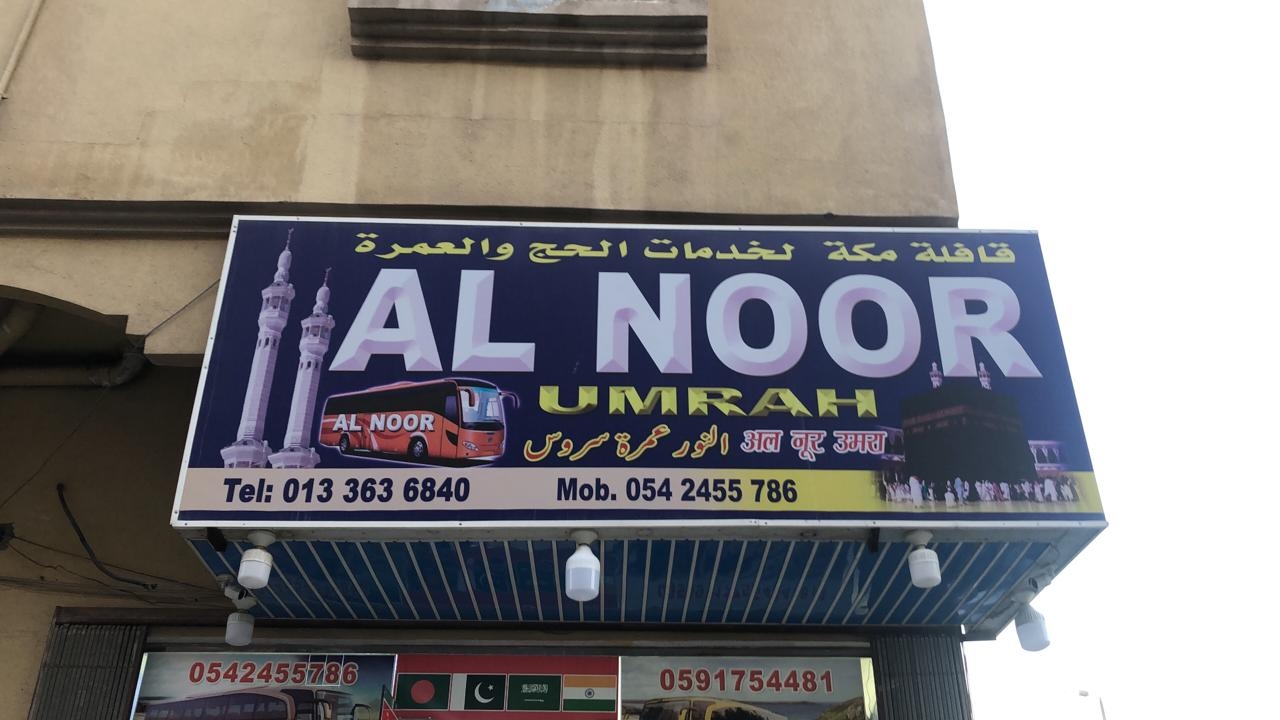 قافلة مكة لخدمات الحج والعمرة
AL NOOR
UMRAH
AL NOOR
النور عمرة سروس अल नूर उमरा
Tel: 013 363 6840 Mob. 054 2455 786
0542455786
0591754481